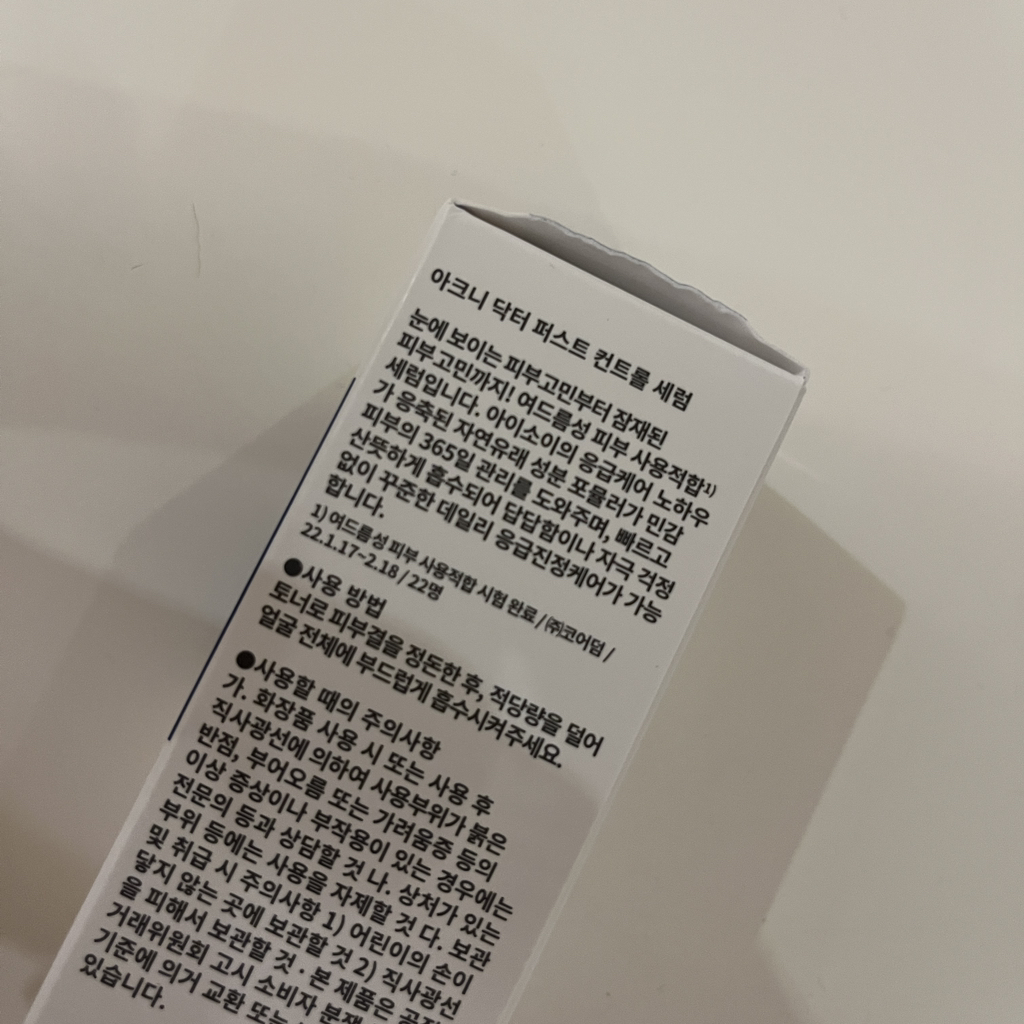 아크니 닥터 퍼스트 컨트롤 세럼
눈에 보이는 피부고민부터 잠재된
피부고민까지! 여드름성 피부 사용적합1)
세럼입니다. 아이소이의 응급케어 노하우
가 응축된 자연유래 성분 포뮬러가 민감
피부의 365일 관리를 도와주며, 빠르고
산뜻하게 흡수되어 답답함이나 자극 걱정
없이 꾸준한 데일리 응급진정케어가 가능
합니다.
1) 여드름성 피부 사용적합 시험 완료 / ㈜코어덤 /
22.1.17~2.18 / 22명
●사용 방법
토너로 피부결을 정돈한 후, 적당량을 덜어
얼굴 전체에 부드럽게 흡수시켜주세요.
●사용할 때의 주의사항
가. 화장품 사용 시 또는 사용 후
직사광선에 의하여 사용부위가 붉은
반점, 부어오름 또는 가려움증 등의
이상 증상이나 부작용이 있는 경우에는
전문의 등과 상담할 것 나. 상처가 있는
부위 등에는 사용을 자제할 것 다. 보관
및 취급 시 주의사항 1) 어린이의 손이
닿지 않는 곳에 보관할 것 2) 직사광선
을 피해서 보관할 것 · 본 제품은
거래위원회 고시 소비자
기준에 의거 교환 또는
있습니다.